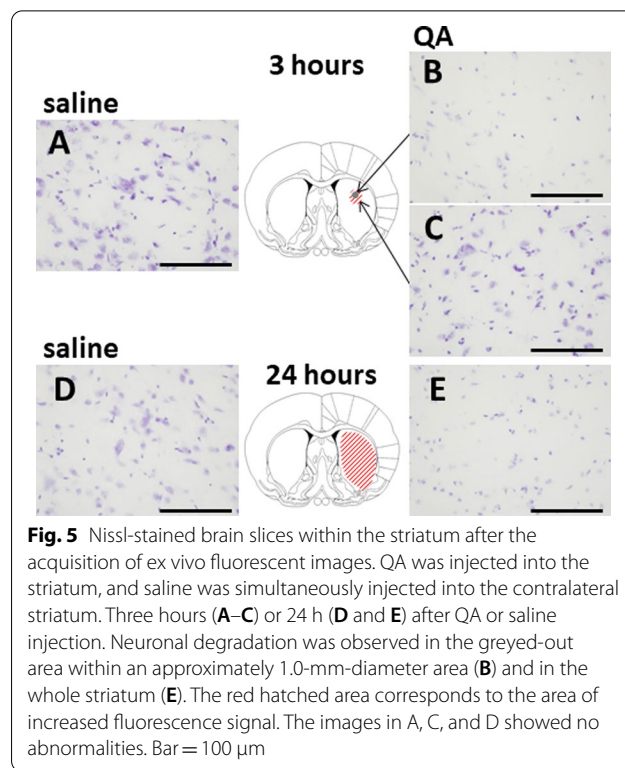 QA
3 hours
B
saline
A
C
saline
24 hours
D
E
Fig. 5 Nissl-stained brain slices within the striatum after the
acquisition of ex vivo fluorescent images. QA was injected into the
striatum, and saline was simultaneously injected into the contralateral
striatum. Three hours (A–C) or 24 h (D and E) after QA or saline
injection. Neuronal degradation was observed in the greyed-out
area within an approximately 1.0-mm-diameter area (B) and in the
whole striatum (E). The red hatched area corresponds to the area of
increased fluorescence signal. The images in A, C, and D showed no
abnormalities. Bar = 100 μm